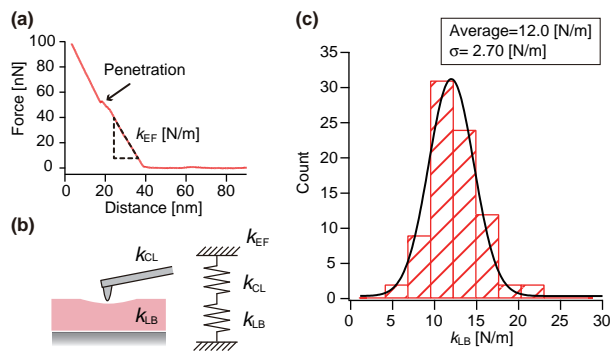 (a)
100
80
60
40
20
0
Force [nN]
Penetration
kEF [N/m]
0 20 40 60 80
Distance [nm]
(b)
kCL
kLB
kEF
kCL
kLB
(c)
Average=12.0 [N/m]
σ= 2.70 [N/m]
35
30
25
20
15
10
5
0
Count
0 5 10 15 20 25 30
kLB [N/m]